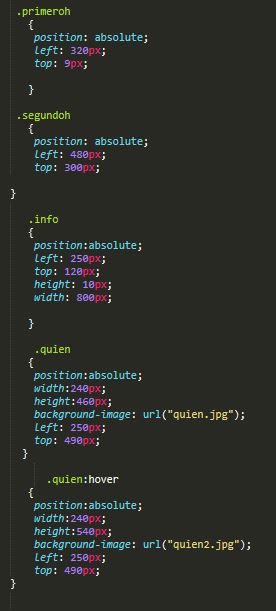 .primeroh
{
position: absolute;
left: 320px;
top: 9px;
}
.segundoh
{
position: absolute;
left: 480px;
top: 300px;
}
.info
{
position:absolute;
left: 250px;
top: 120px;
height: 10px;
width: 800px;
}
.quien
{
position:absolute;
width:240px;
height:460px;
background-image: url("quien.jpg");
left: 250px;
top: 490px;
}
.quien:hover
{
position:absolute;
width:240px;
height:540px;
background-image: url("quien2.jpg");
left: 250px;
top: 490px;
}